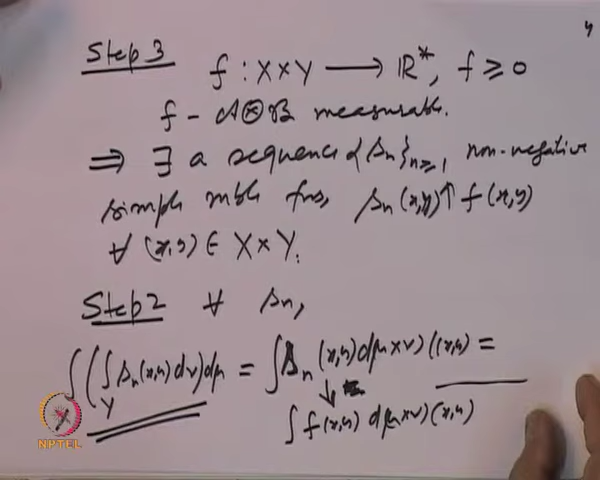 4
Step 3 f : X×Y → ℝ*, f ≥ 0
f - A⊗B measurable.
⇒ ∃ a sequence {sn}n≥1 non-negative
simple mble fns, sn(x,y)↑ f(x,y)
∀ (x,y) ∈ X×Y.
Step 2 ∀ sn,
∫(∫Y sn(x,y)dν)dμ = ∫ sn (x,y)d(μ×ν)((x,y) =
↓
∫ f(x,y) d(μ×ν)(x,y)
NPTEL